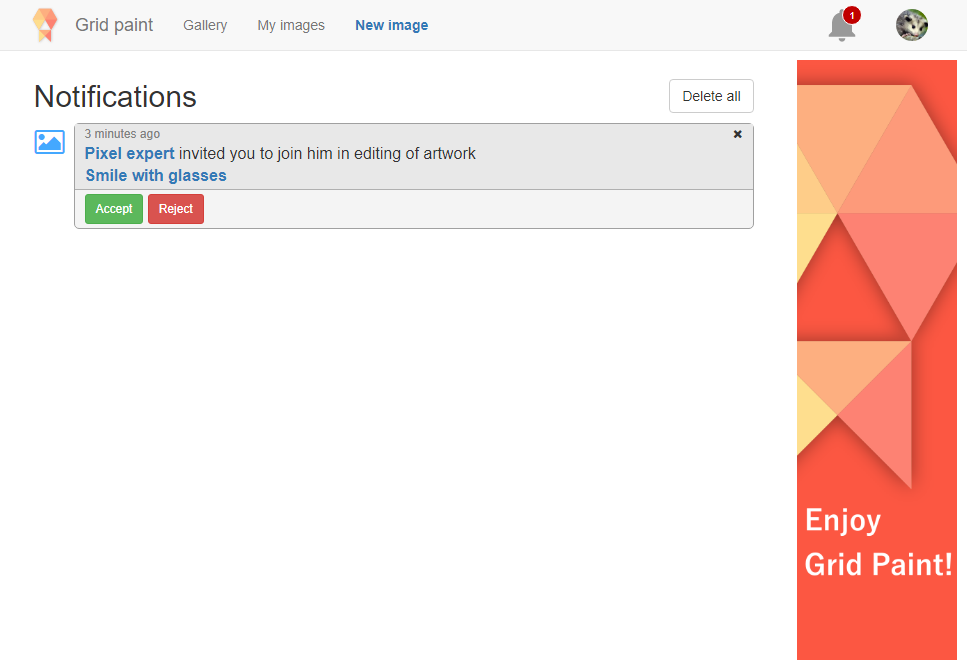 Grid paint Gallery My images New image 1
Notifications Delete all
3 minutes ago
Pixel expert invited you to join him in editing of artwork
Smile with glasses
Accept Reject
Enjoy
Grid Paint!